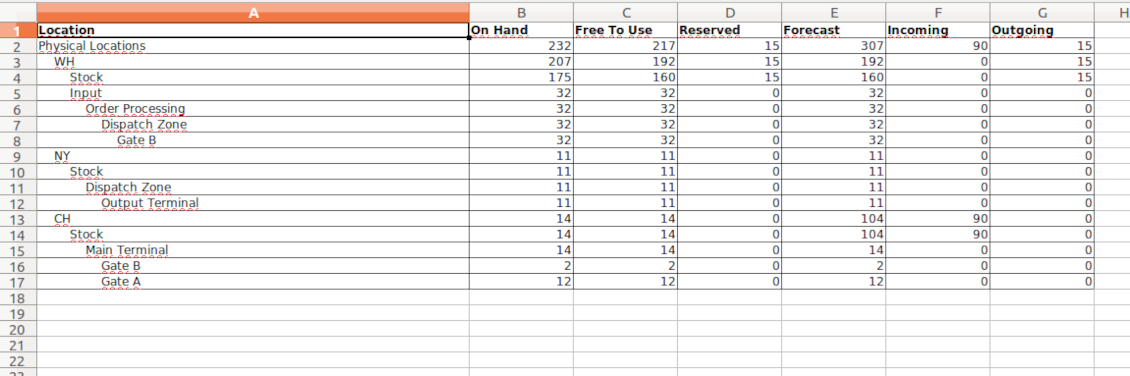 A B C D E F G H
1 Location On Hand Free To Use Reserved Forecast Incoming Outgoing
2 Physical Locations 232 217 15 307 90 15
3 WH 207 192 15 192 0 15
4 Stock 175 160 15 160 0 15
5 Input 32 32 0 32 0 0
6 Order Processing 32 32 0 32 0 0
7 Dispatch Zone 32 32 0 32 0 0
8 Gate B 32 32 0 32 0 0
9 NY 11 11 0 11 0 0
10 Stock 11 11 0 11 0 0
11 Dispatch Zone 11 11 0 11 0 0
12 Output Terminal 11 11 0 11 0 0
13 CH 14 14 0 104 90 0
14 Stock 14 14 0 104 90 0
15 Main Terminal 14 14 0 14 0 0
16 Gate B 2 2 0 2 0 0
17 Gate A 12 12 0 12 0 0
18
19
20
21
22